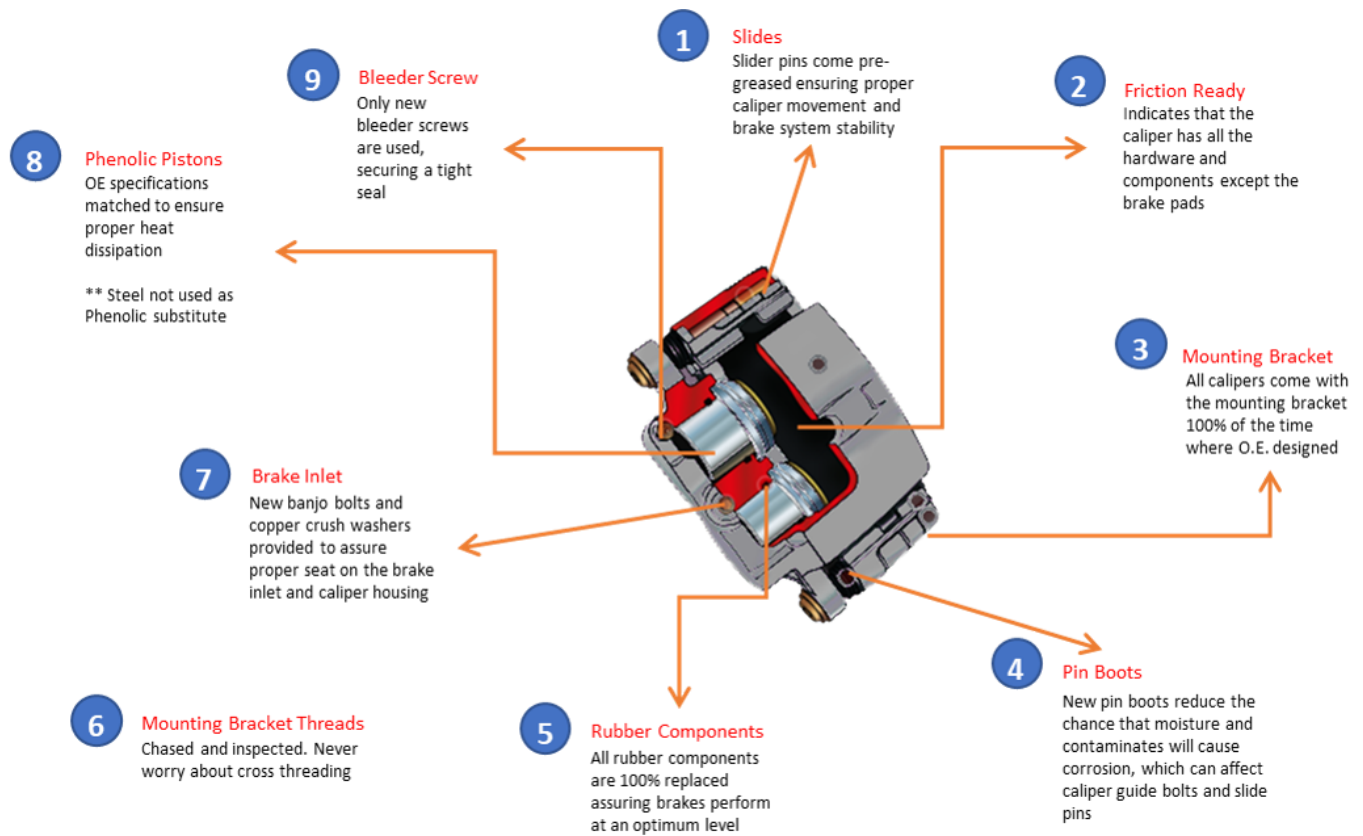 1
Slides
Slider pins come pre-
greased ensuring proper
caliper movement and
brake system stability
2
Friction Ready
Indicates that the
caliper has all the
hardware and
components except the
brake pads
3
Mounting Bracket
All calipers come with
the mounting bracket
100% of the time
where O.E. designed
4
Pin Boots
New pin boots reduce the
chance that moisture and
contaminates will cause
corrosion, which can affect
caliper guide bolts and slide
pins
5
Rubber Components
All rubber components
are 100% replaced
assuring brakes perform
at an optimum level
6
Mounting Bracket Threads
Chased and inspected. Never
worry about cross threading
7
Brake Inlet
New banjo bolts and
copper crush washers
provided to assure
proper seat on the brake
inlet and caliper housing
8
Phenolic Pistons
OE specifications
matched to ensure
proper heat
dissipation
** Steel not used as
Phenolic substitute
9
Bleeder Screw
Only new
bleeder screws
are used,
securing a tight
seal